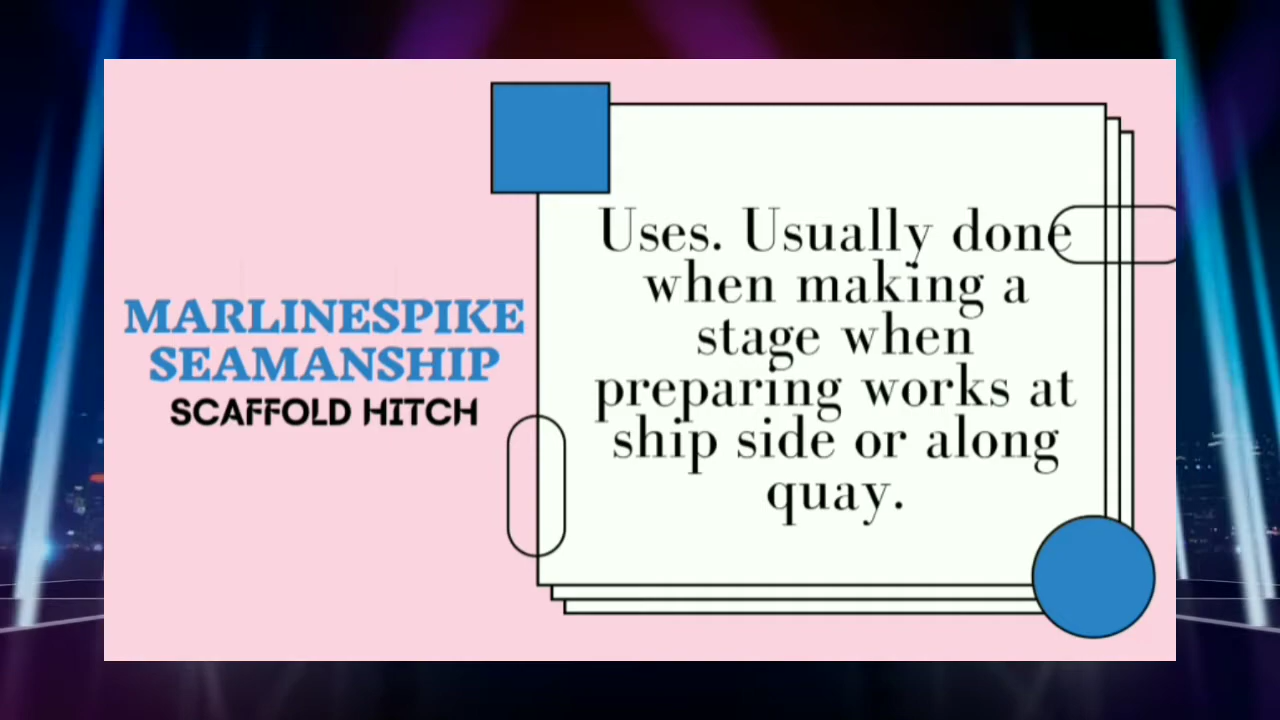 MARLINESPIKE
SEAMANSHIP
SCAFFOLD HITCH
Uses. Usually done
when making a
stage when
preparing works at
ship side or along
quay.